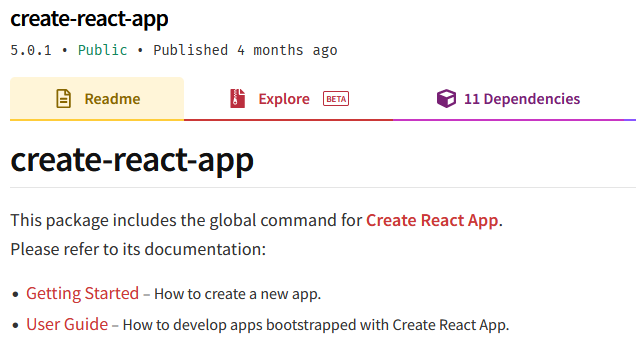 create-react-app
5.0.1 • Public • Published 4 months ago
Readme Explore BETA 11 Dependencies
create-react-app
This package includes the global command for Create React App.
Please refer to its documentation:
• Getting Started – How to create a new app.
• User Guide – How to develop apps bootstrapped with Create React App.